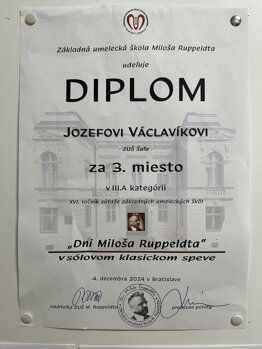 Základná umelecká škola Miloša Ruppeldta
udeľuje
DIPLOM
JOZEFOVI VÁCLAVÍKOVI
ZUŠ Šaľa
za 3. miesto
v III.A kategórii
XVI. ročník súťaže základných umeleckých škôl
„Dni Miloša Ruppeldta“
v sólovom klasickom speve
4. decembra 2024 v Bratislave
riaditeľka ZUŠ M. Ruppeldta
predseda poroty